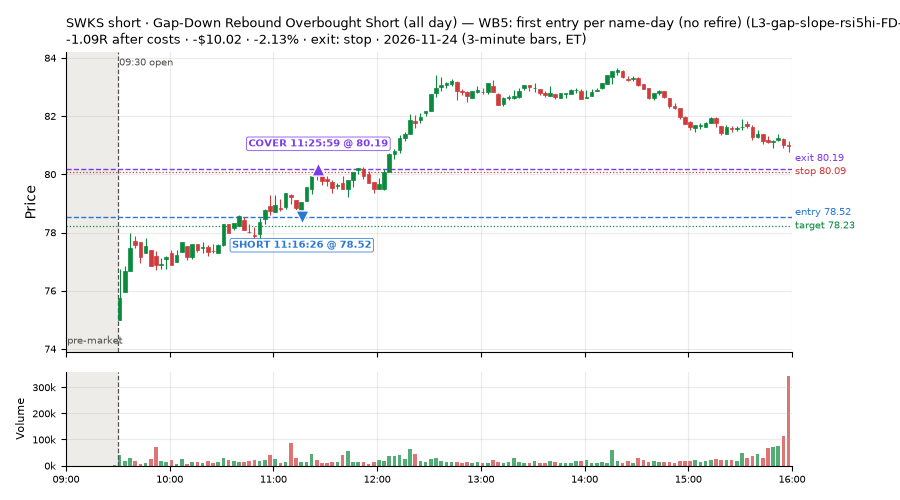 SWKS short · Gap-Down Rebound Overbought Short (all day) — WB5: first entry per name-day (no refire) (L3-gap-slope-rsi5hi-FD-
-1.09R after costs · -$10.02 · -2.13% · exit: stop · 2026-11-24 (3-minute bars, ET)
84
09:30 open
82
COVER 11:25:59 @ 80.19
exit 80.19
80
stop 80.09
Price
entry 78.52
78
target 78.23
SHORT 11:16:26 @ 78.52
76
pre-market
74
300k
200k
Volume
100k
0k
09:00 10:00 11:00 12:00 13:00 14:00 15:00 16:00